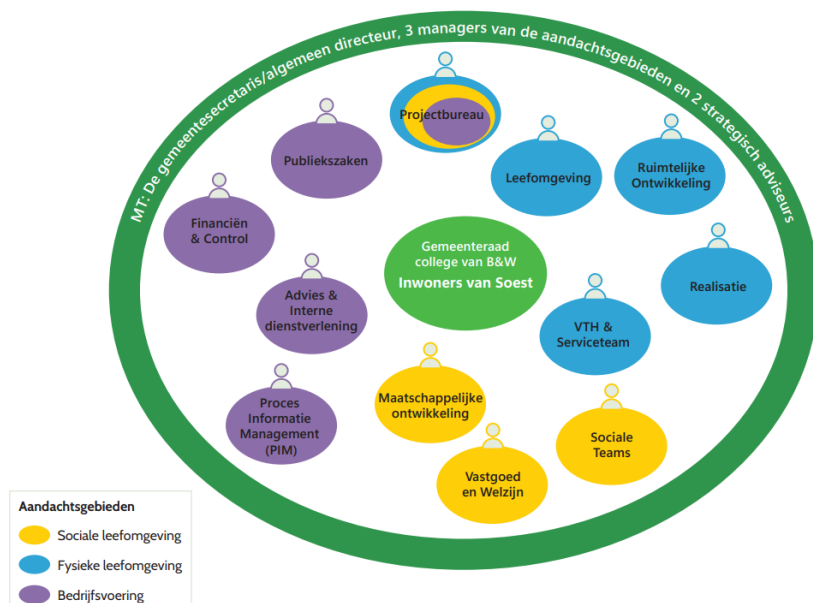 MT: De gemeentesecretaris/algemeen directeur, 3 managers van de aandachtsgebieden en 2 strategisch adviseurs
Projectbureau
Publiekszaken
Leefomgeving
Ruimtelijke
Ontwikkeling
Financiën
& Control
Gemeenteraad
college van B&W
Inwoners van Soest
Advies &
Interne
dienstverlening
Realisatie
VTH &
Serviceteam
Proces
Informatie
Management
(PIM)
Maatschappelijke
ontwikkeling
Sociale
Teams
Vastgoed
en Welzijn
Aandachtsgebieden
Sociale leefomgeving
Fysieke leefomgeving
Bedrijfsvoering